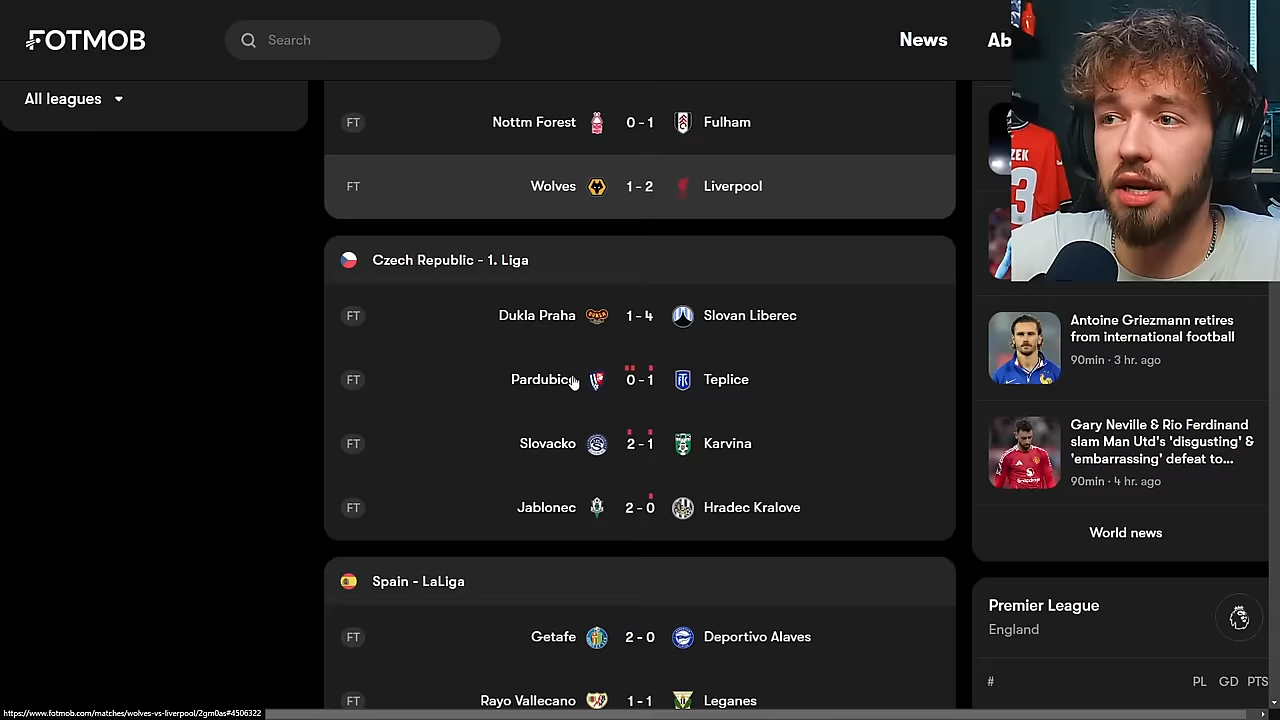 FOTMOB
Search
News
Ab
All leagues
FT Nottm Forest 0 - 1 Fulham
FT Wolves 1 - 2 Liverpool
ZEK
3
Czech Republic - 1. Liga
FT Dukla Praha 1 - 4 Slovan Liberec
FT Pardubic 0 - 1 Teplice
FT Slovacko 2 - 1 Karvina
FT Jablonec 2 - 0 Hradec Kralove
Spain - LaLiga
FT Getafe 2 - 0 Deportivo Alaves
FT Rayo Vallecano 1 - 1 Leganes
Antoine Griezmann retires
from international football
90min · 3 hr. ago
Gary Neville & Rio Ferdinand
slam Man Utd's 'disgusting' &
'embarrassing' defeat to...
90min · 4 hr. ago
World news
Premier League
England
# PL GD PTS
https://www.fotmob.com/matches/wolves-vs-liverpool/2gm0as#4506322